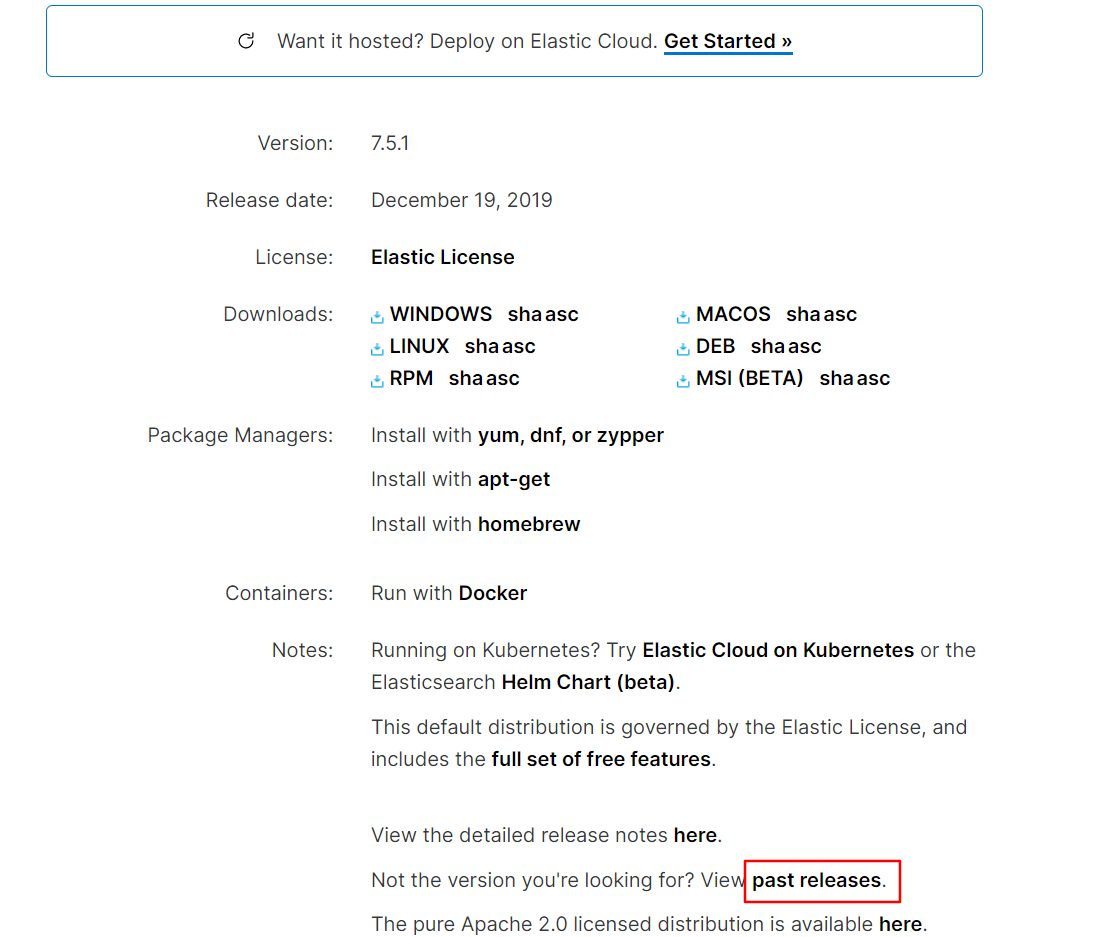 Want it hosted? Deploy on Elastic Cloud. Get Started »
Version: 7.5.1
Release date: December 19, 2019
License: Elastic License
Downloads: WINDOWS sha asc MACOS sha asc
LINUX sha asc DEB sha asc
RPM sha asc MSI (BETA) sha asc
Package Managers: Install with yum, dnf, or zypper
Install with apt-get
Install with homebrew
Containers: Run with Docker
Notes: Running on Kubernetes? Try Elastic Cloud on Kubernetes or the
Elasticsearch Helm Chart (beta).
This default distribution is governed by the Elastic License, and
includes the full set of free features.
View the detailed release notes here.
Not the version you're looking for? View past releases.
The pure Apache 2.0 licensed distribution is available here.